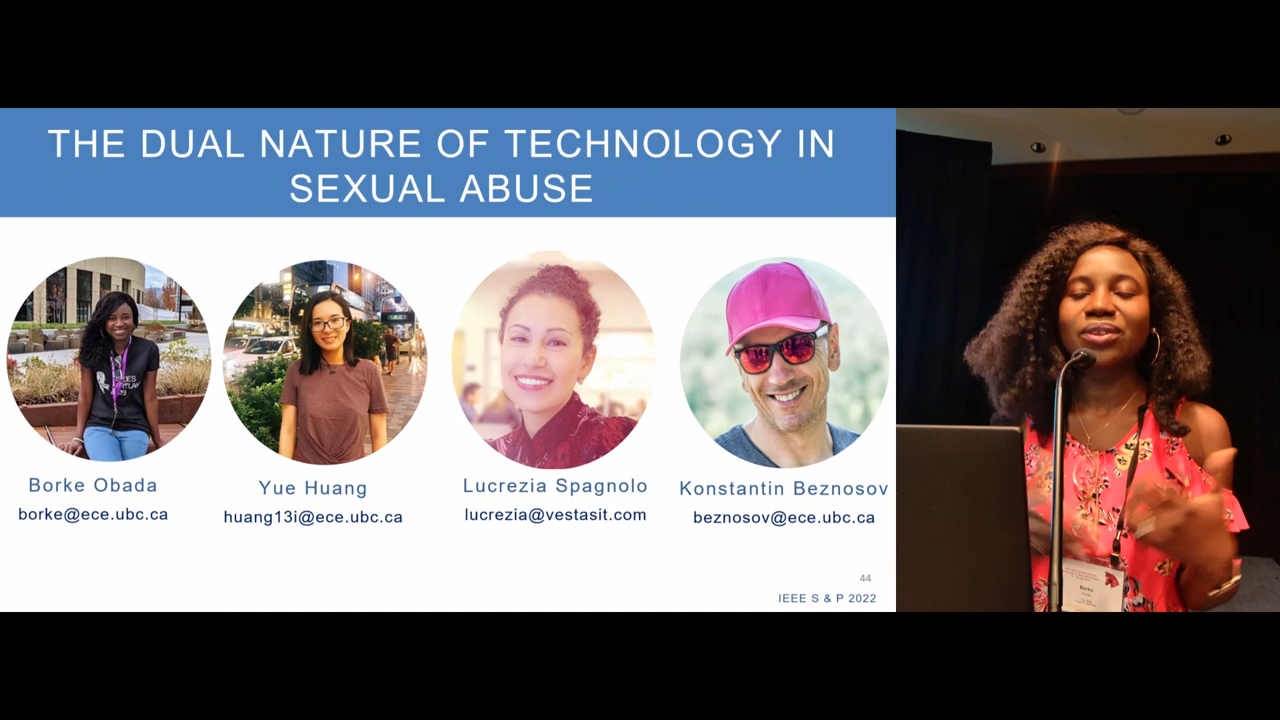 THE DUAL NATURE OF TECHNOLOGY IN
SEXUAL ABUSE
Borke Obada
borke@ece.ubc.ca
Yue Huang
huang13i@ece.ubc.ca
Lucrezia Spagnolo
lucrezia@vestasit.com
Konstantin Beznosov
beznosov@ece.ubc.ca
44
IEEE S & P 2022
Borke